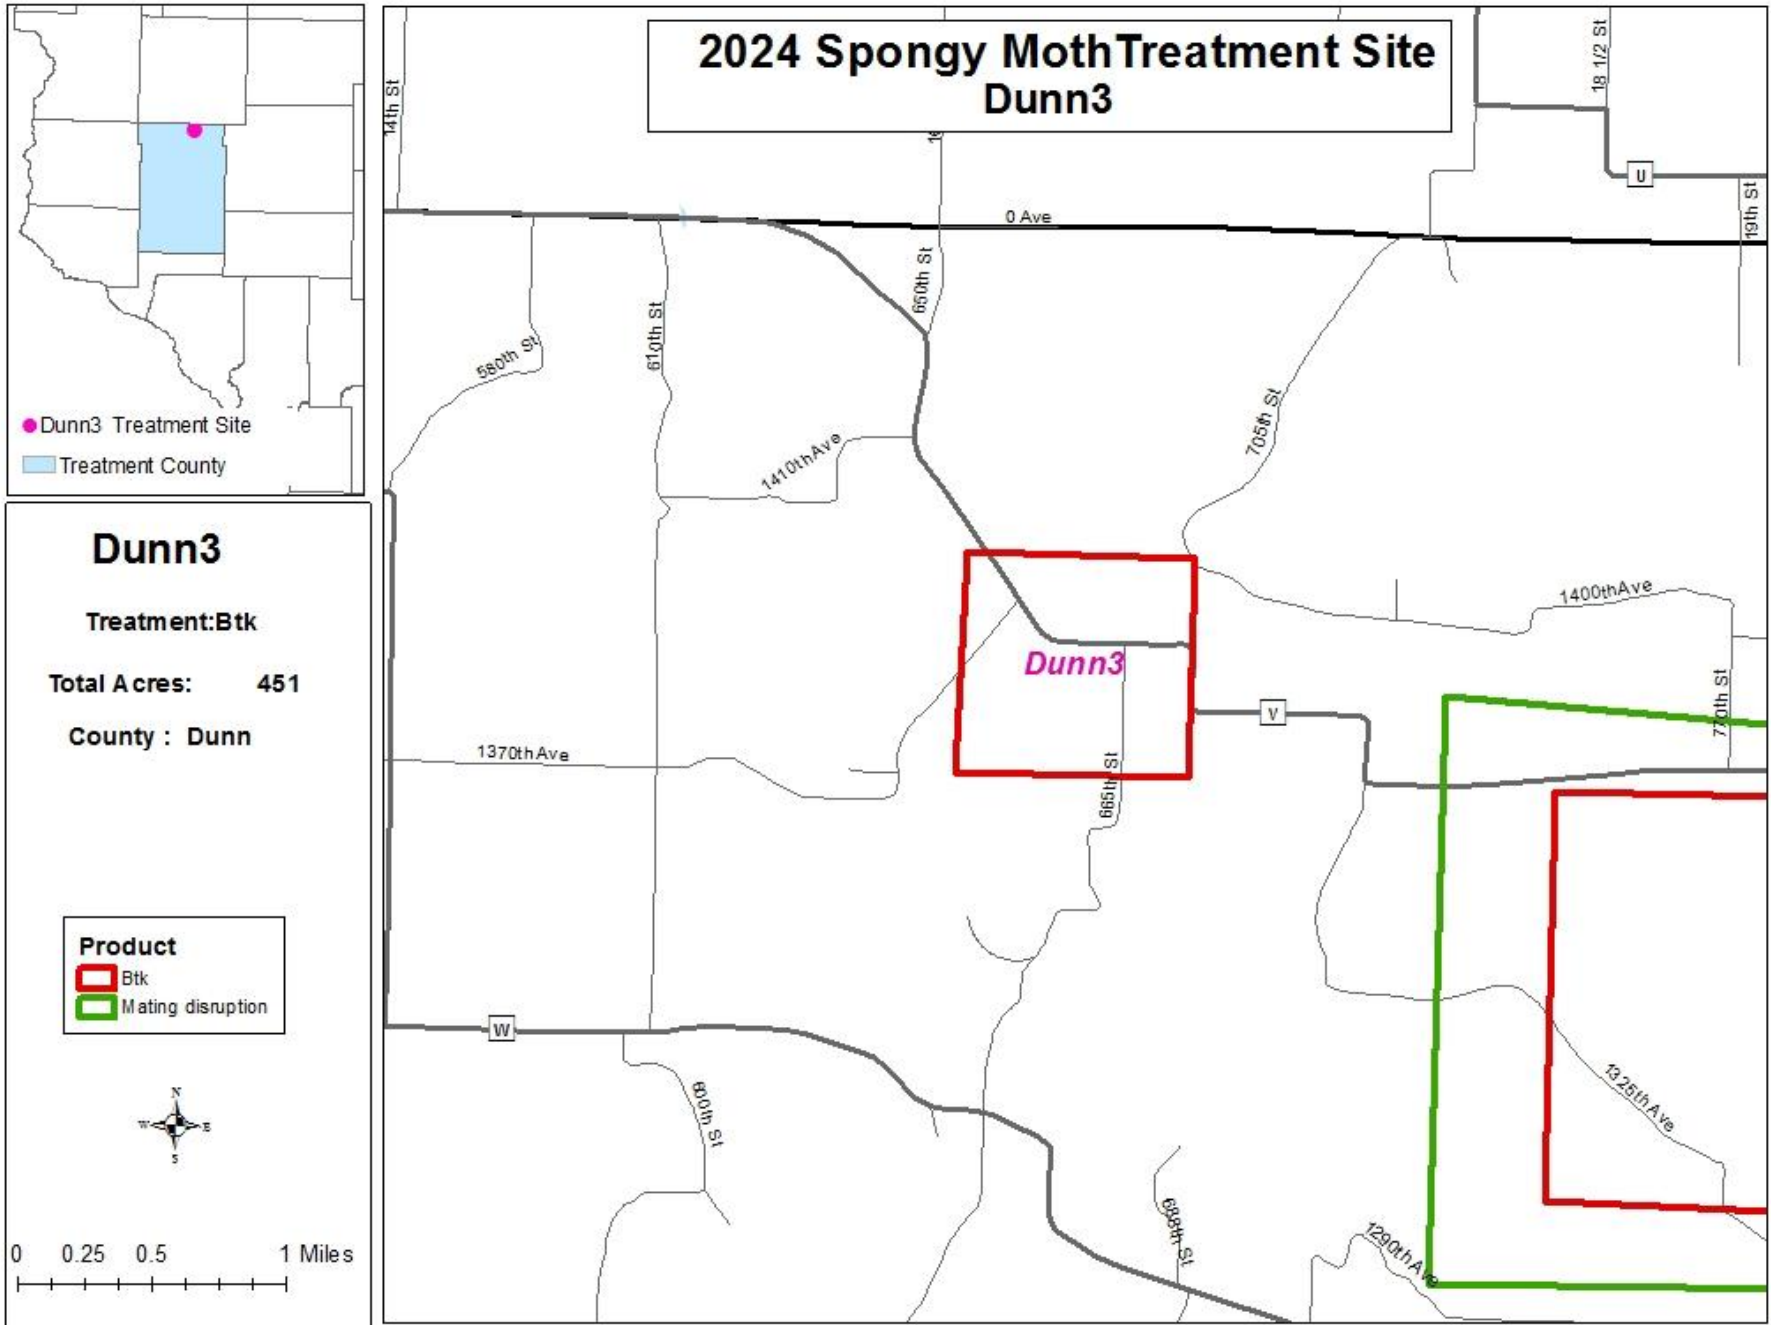 2024 Spongy MothTreatment Site
Dunn3
Dunn3 Treatment Site
Treatment County
Dunn3
Treatment:Btk
Total Acres: 451
County : Dunn
Product
Btk
Mating disruption
N
W E
S
0 0.25 0.5 1 Miles
14th St
18 1/2 St
U
19th St
0 Ave
650th St
610th St
580th St
705th St
1410thAve
1400thAve
Dunn3
770th St
V
1370thAve
665th St
W
600th St
1325thAve
688th St
1290thAve